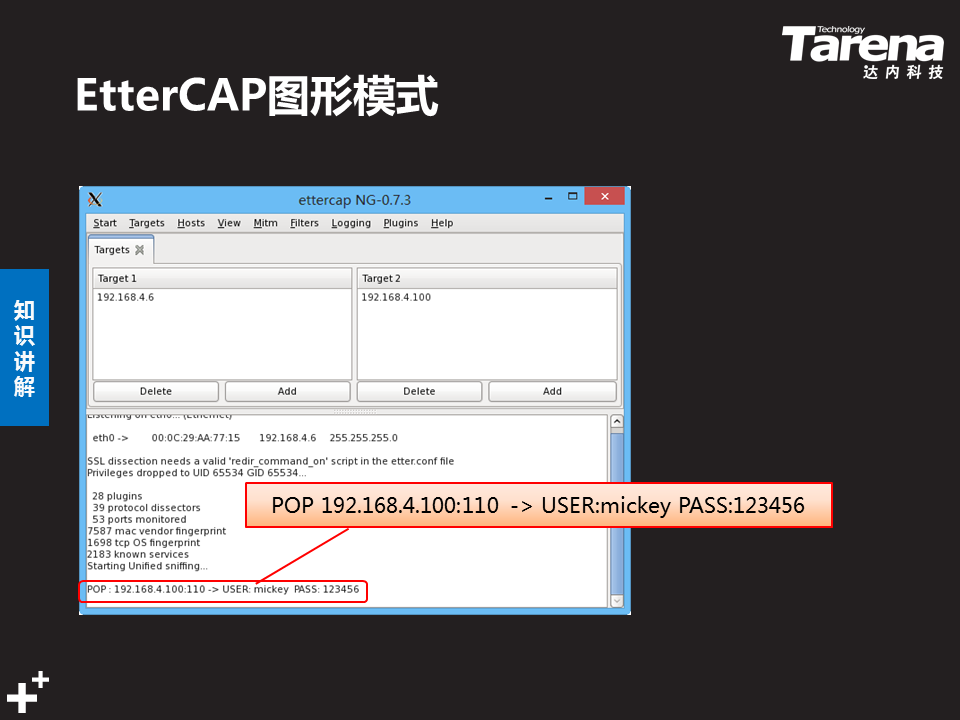 Technology
Tarena
达内科技
EtterCAP图形模式
知识讲解
ettercap NG-0.7.3
Start Targets Hosts View Mitm Filters Logging Plugins Help
Targets
Target 1 Target 2
192.168.4.6 192.168.4.100
Delete Add Delete Add
Listening on eth0... (Ethernet)
eth0 -> 00:0C:29:AA:77:15 192.168.4.6 255.255.255.0
SSL dissection needs a valid 'redir_command_on' script in the etter.conf file
Privileges dropped to UID 65534 GID 65534...
28 plugins
39 protocol dissectors
53 ports monitored
7587 mac vendor fingerprint
1698 tcp OS fingerprint
2183 known services
Starting Unified sniffing...
POP 192.168.4.100:110 -> USER:mickey PASS:123456
POP : 192.168.4.100:110 -> USER: mickey PASS: 123456